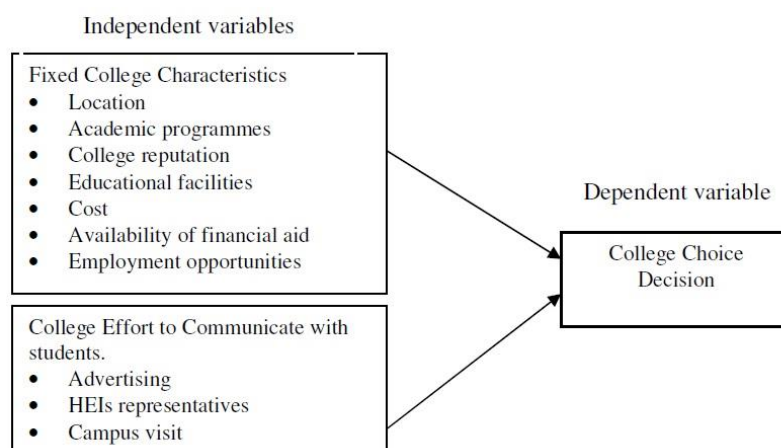 Independent variables
Fixed College Characteristics
• Location
• Academic programmes
• College reputation
• Educational facilities
• Cost
• Availability of financial aid
• Employment opportunities
Dependent variable
College Choice
Decision
College Effort to Communicate with
students.
• Advertising
• HEIs representatives
• Campus visit